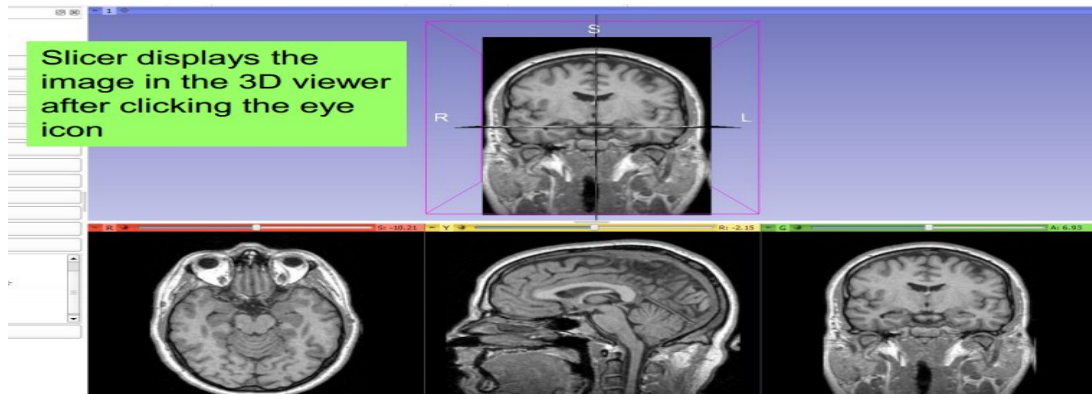 1
S
Slicer displays the
image in the 3D viewer
after clicking the eye
icon
R
L
R
S: -10.21
Y
R: -2.15
G
A: 6.93